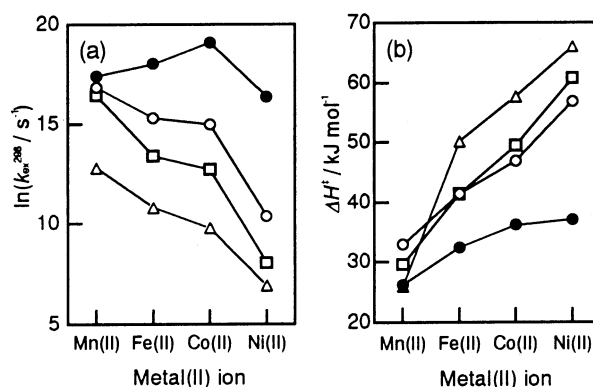 (a)
ln(kex²⁹⁸ / s⁻¹)
20
15
10
5
Mn(II) Fe(II) Co(II) Ni(II)
Metal(II) ion
(b)
ΔH‡ / kJ mol⁻¹
70
60
50
40
30
20
Mn(II) Fe(II) Co(II) Ni(II)
Metal(II) ion